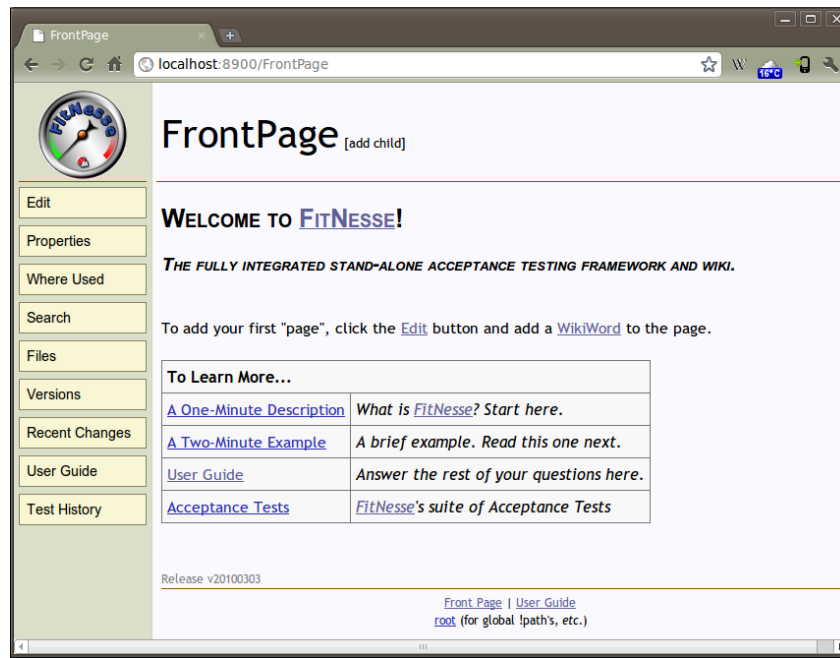 FrontPage
localhost:8900/FrontPage
W
16°C
FitNesse
FrontPage [add child]
Edit
Properties
Where Used
Search
Files
Versions
Recent Changes
User Guide
Test History
WELCOME TO FITNESSE!
THE FULLY INTEGRATED STAND-ALONE ACCEPTANCE TESTING FRAMEWORK AND WIKI.
To add your first "page", click the Edit button and add a WikiWord to the page.
To Learn More...
A One-Minute Description What is FitNesse? Start here.
A Two-Minute Example A brief example. Read this one next.
User Guide Answer the rest of your questions here.
Acceptance Tests FitNesse's suite of Acceptance Tests
Release v20100303
Front Page | User Guide
root (for global !path's, etc.)